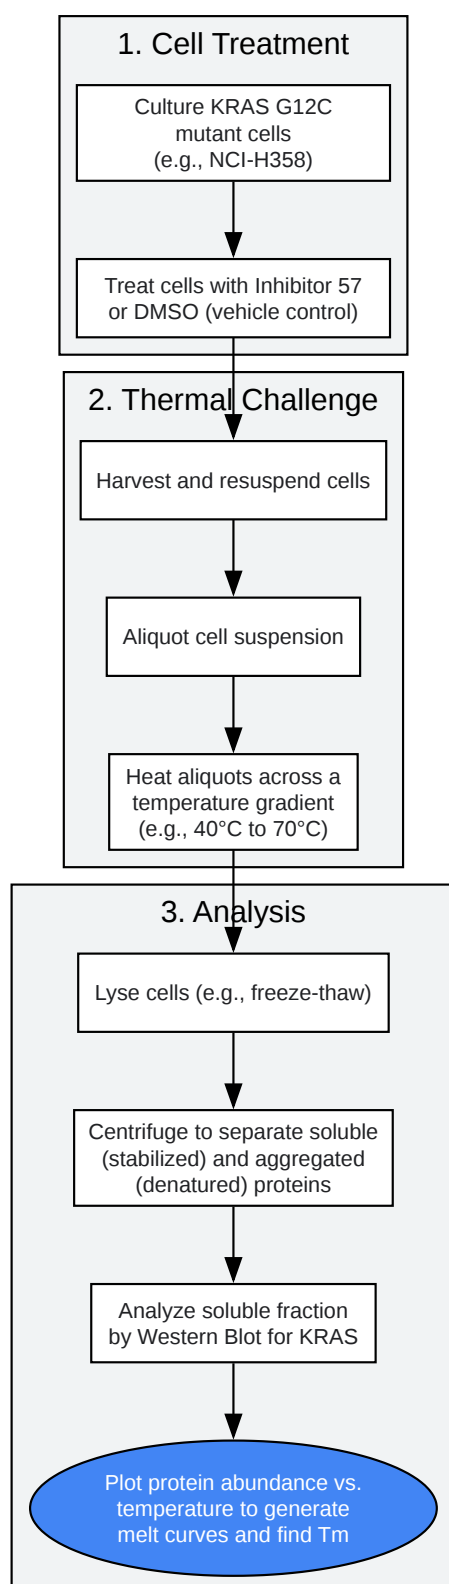 1. Cell Treatment
Culture KRAS G12C
mutant cells
(e.g., NCI-H358)
Treat cells with Inhibitor 57
or DMSO (vehicle control)
2. Thermal Challenge
Harvest and resuspend cells
Aliquot cell suspension
Heat aliquots across a
temperature gradient
(e.g., 40°C to 70°C)
3. Analysis
Lyse cells (e.g., freeze-thaw)
Centrifuge to separate soluble
(stabilized) and aggregated
(denatured) proteins
Analyze soluble fraction
by Western Blot for KRAS
Plot protein abundance vs.
temperature to generate
melt curves and find Tm